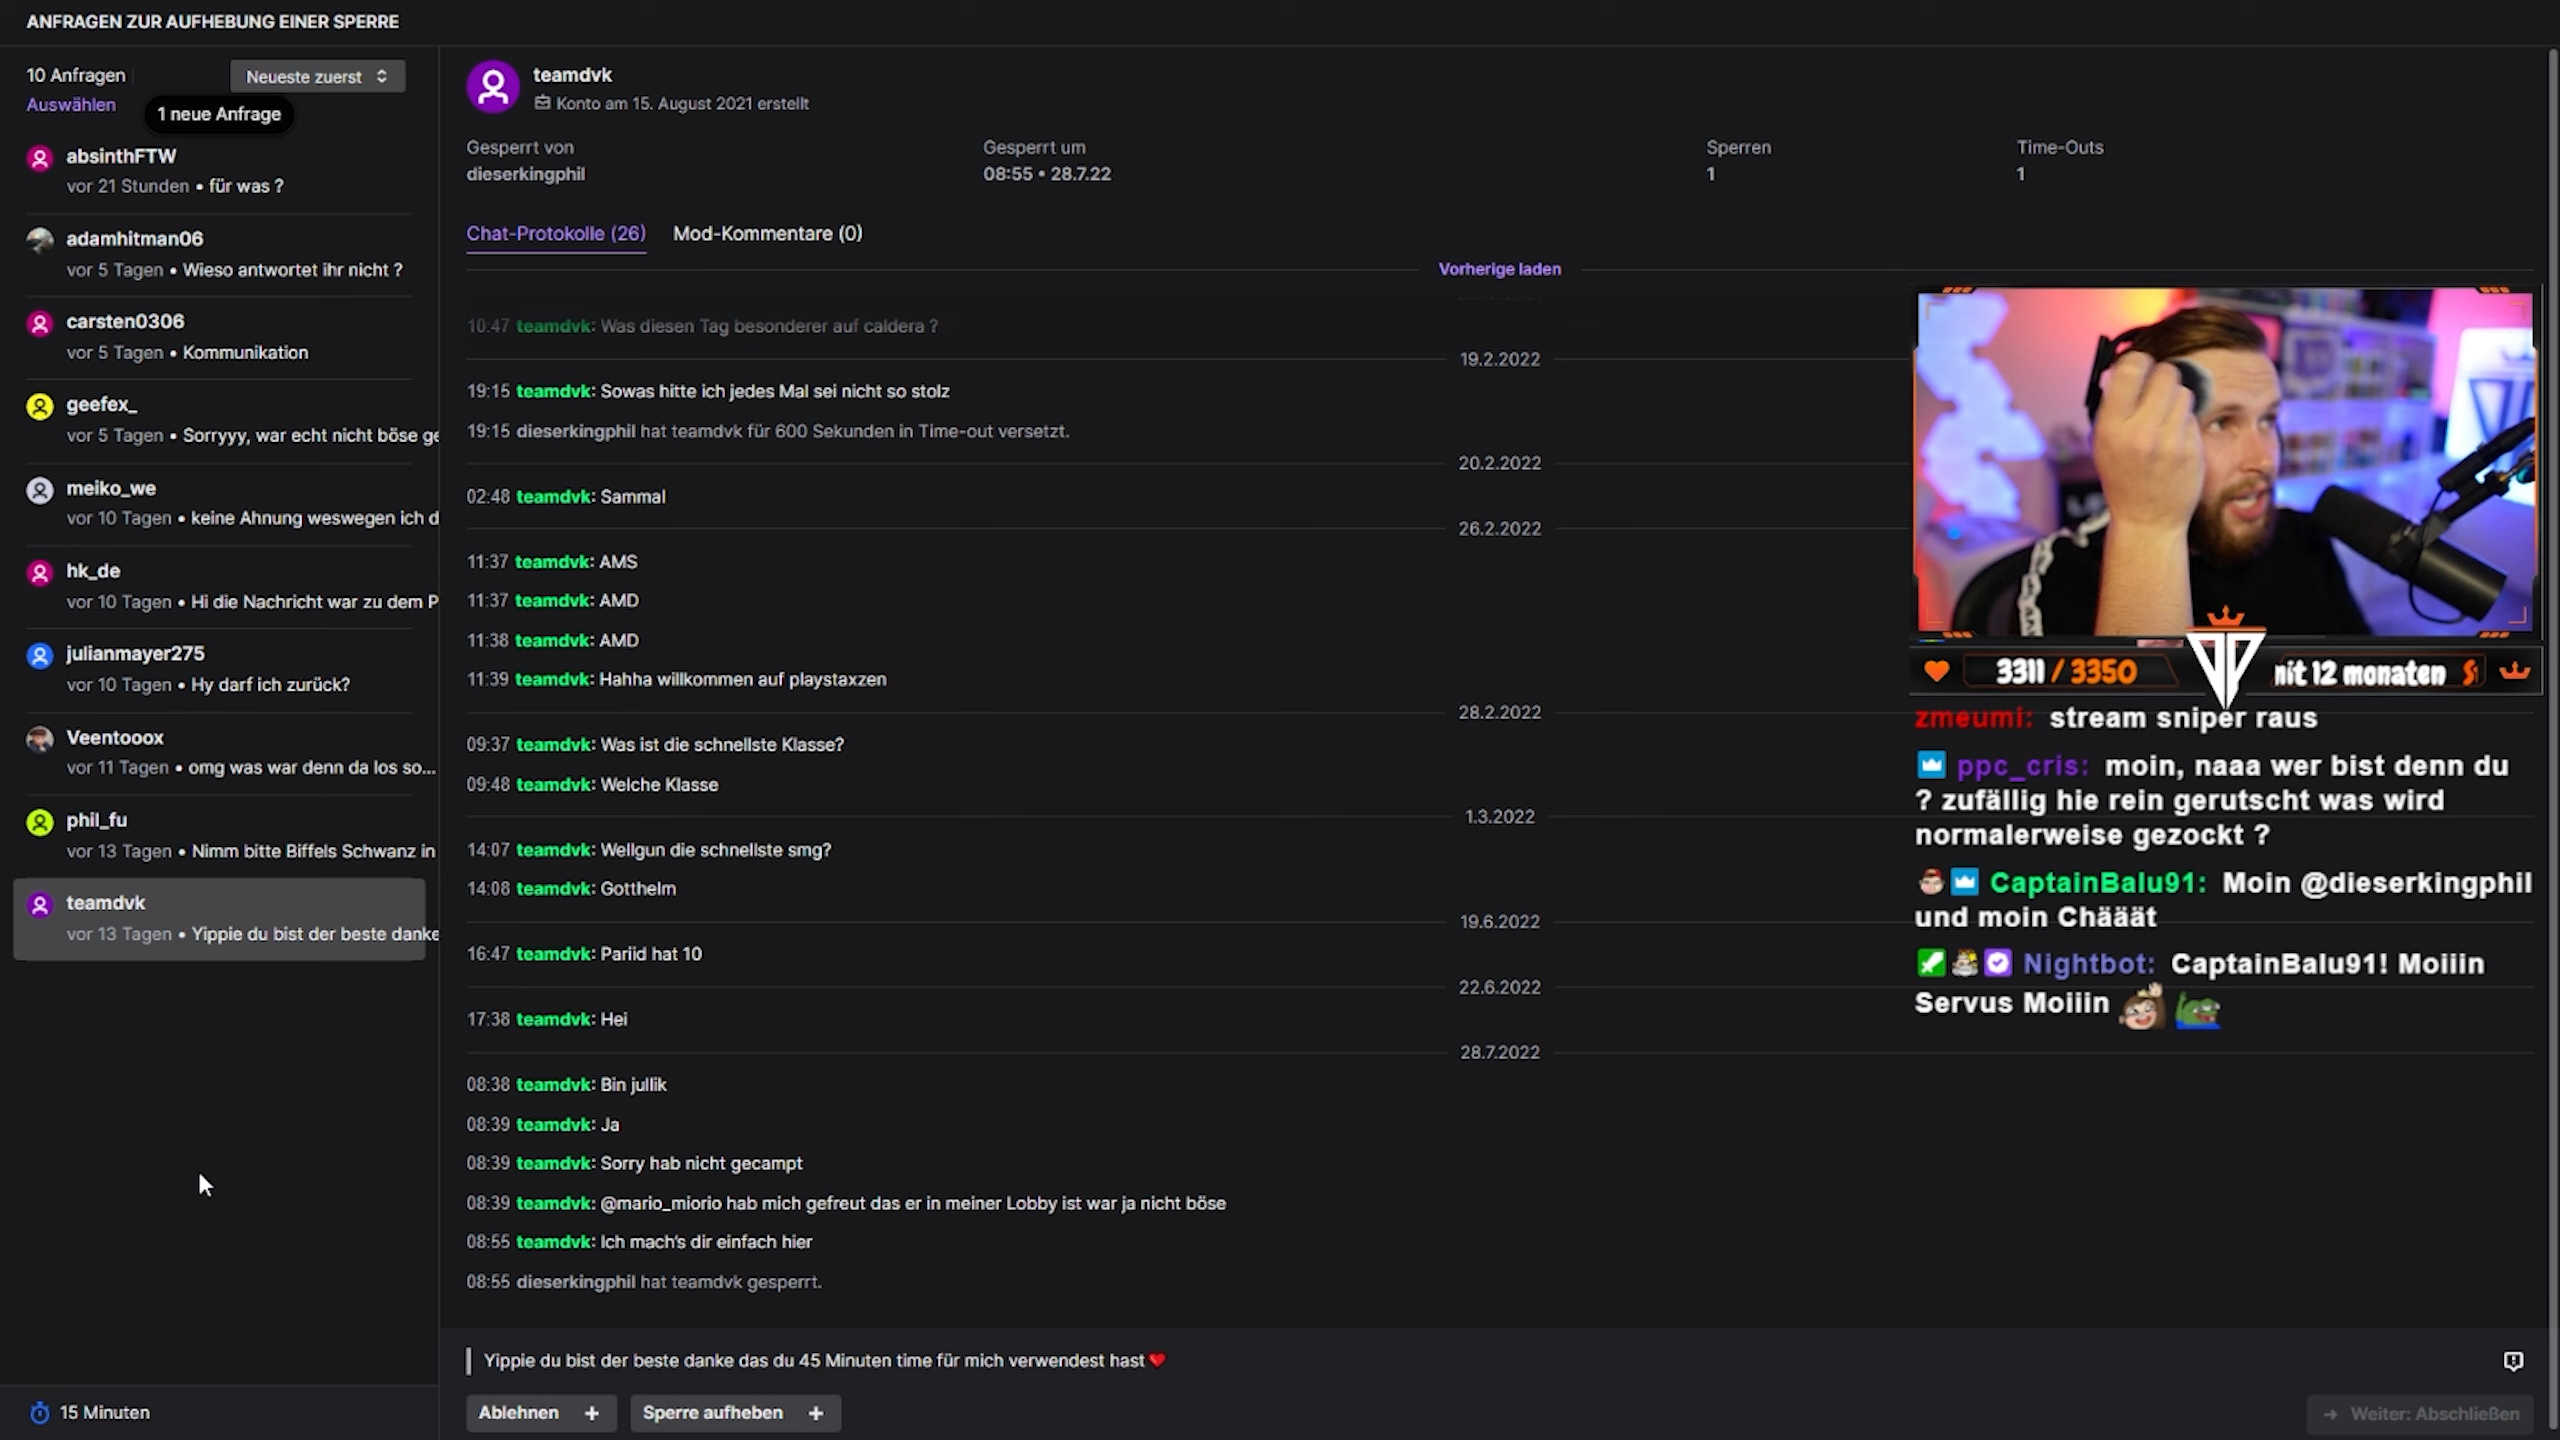 ANFRAGEN ZUR AUFHEBUNG EINER SPERRE
10 Anfragen
Neueste zuerst
Auswählen
1 neue Anfrage
absinthFTW
vor 21 Stunden • für was ?
adamhitman06
vor 5 Tagen • Wieso antwortet ihr nicht ?
carsten0306
vor 5 Tagen • Kommunikation
geefex_
vor 5 Tagen • Sorryyy, war echt nicht böse ge
meiko_we
vor 10 Tagen • keine Ahnung weswegen ich d
hk_de
vor 10 Tagen • Hi die Nachricht war zu dem P
julianmayer275
vor 10 Tagen • Hy darf ich zurück?
Veentooox
vor 11 Tagen • omg was war denn da los so...
phil_fu
vor 13 Tagen • Nimm bitte Biffels Schwanz in
teamdvk
vor 13 Tagen • Yippie du bist der beste danke
15 Minuten
teamdvk
Konto am 15. August 2021 erstellt
Gesperrt von
dieserkingphil
Gesperrt um
08:55 • 28.7.22
Sperren
1
Time-Outs
1
Chat-Protokolle (26)
Mod-Kommentare (0)
Vorherige laden
10:47 teamdvk: Was diesen Tag besonderer auf caldera ?
19.2.2022
19:15 teamdvk: Sowas hitte ich jedes Mal sei nicht so stolz
19:15 dieserkingphil hat teamdvk für 600 Sekunden in Time-out versetzt.
20.2.2022
02:48 teamdvk: Sammal
26.2.2022
11:37 teamdvk: AMS
11:37 teamdvk: AMD
11:38 teamdvk: AMD
11:39 teamdvk: Hahha willkommen auf playstaxzen
28.2.2022
09:37 teamdvk: Was ist die schnellste Klasse?
09:48 teamdvk: Welche Klasse
1.3.2022
14:07 teamdvk: Wellgun die schnellste smg?
14:08 teamdvk: Gotthelm
19.6.2022
16:47 teamdvk: Pariid hat 10
22.6.2022
17:38 teamdvk: Hei
28.7.2022
08:38 teamdvk: Bin jullik
08:39 teamdvk: Ja
08:39 teamdvk: Sorry hab nicht gecampt
08:39 teamdvk: @mario_miorio hab mich gefreut das er in meiner Lobby ist war ja nicht böse
08:55 teamdvk: Ich mach's dir einfach hier
08:55 dieserkingphil hat teamdvk gesperrt.
Yippie du bist der beste danke das du 45 Minuten time für mich verwendest hast
Ablehnen +
Sperre aufheben +
Weiter: Abschließen
3311 / 3350
nit 12 monaten
zmeumi: stream sniper raus
ppc_cris: moin, naaa wer bist denn du
? zufällig hie rein gerutscht was wird
normalerweise gezockt ?
CaptainBalu91: Moin @dieserkingphil
und moin Chäääт
Nightbot: CaptainBalu91! Moiiin
Servus Moiiin